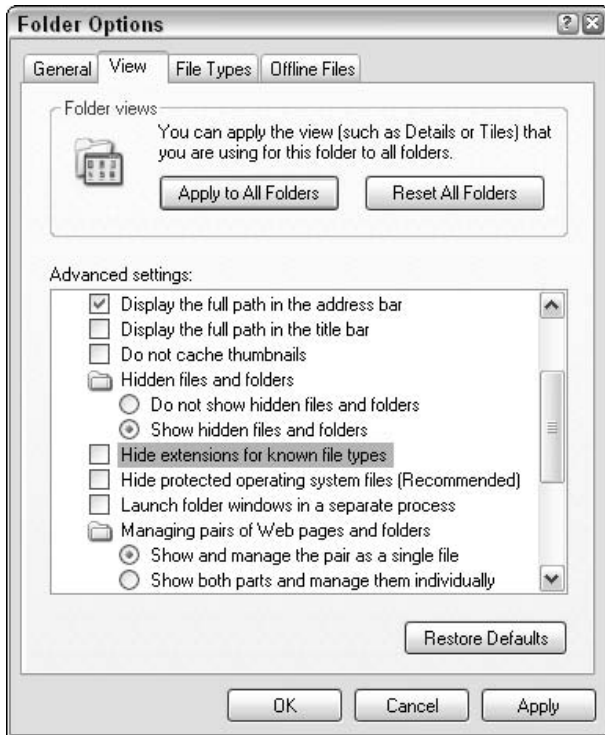 Folder Options
General
View
File Types
Offline Files
Folder views
You can apply the view (such as Details or Tiles) that
you are using for this folder to all folders.
Apply to All Folders
Reset All Folders
Advanced settings:
Display the full path in the address bar
Display the full path in the title bar
Do not cache thumbnails
Hidden files and folders
Do not show hidden files and folders
Show hidden files and folders
Hide extensions for known file types
Hide protected operating system files (Recommended)
Launch folder windows in a separate process
Managing pairs of Web pages and folders
Show and manage the pair as a single file
Show both parts and manage them individually
Restore Defaults
OK
Cancel
Apply